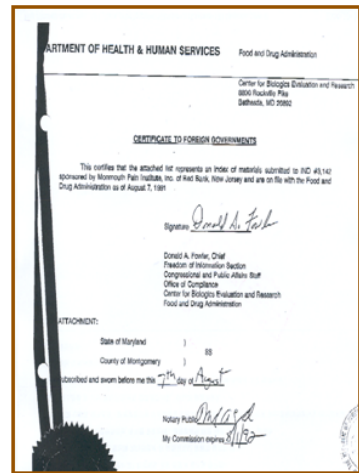 ARTMENT OF HEALTH & HUMAN SERVICES
Food and Drug Administration
Center for Biologics Evaluation and Research
8800 Rockville Pike
Bethesda, MD 20892
CERTIFICATE TO FOREIGN GOVERNMENTS
This certifies that the attached list represents an index of materials submitted to IND
sponsored by Monmouth Pain Institute, Inc. of Red Bank, New Jersey and are on file with the Food and
Drug Administration as of August 7, 1991
Signature Donald A. Fowler
Donald A. Fowler, Chief
Freedom of Information Section
Congressional and Public Affairs Staff
Office of Compliance
Center for Biologics Evaluation and Research
Food and Drug Administration
ATTACHMENT:
State of Maryland )
) SS
County of Montgomery )
ubscribed and sworn before me this 7th day of August
Notary Public
My Commission expires 8/1/92